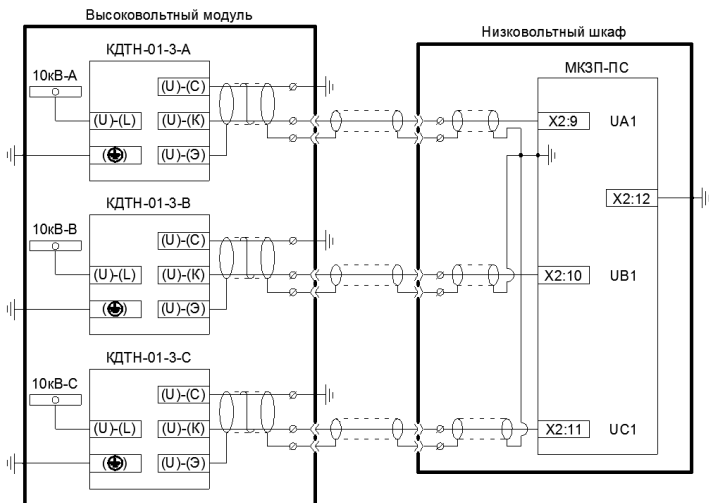 Высоковольтный модуль
Низковольтный шкаф
КДТН-01-3-А
10кВ-А
(U)-(C)
(U)-(L)
(U)-(К)
(U)-(Э)
МКЗП-ПС
X2:9
UA1
X2:12
КДТН-01-3-В
10кВ-В
(U)-(C)
(U)-(L)
(U)-(К)
(U)-(Э)
X2:10
UB1
КДТН-01-3-С
10кВ-С
(U)-(C)
(U)-(L)
(U)-(К)
(U)-(Э)
X2:11
UC1